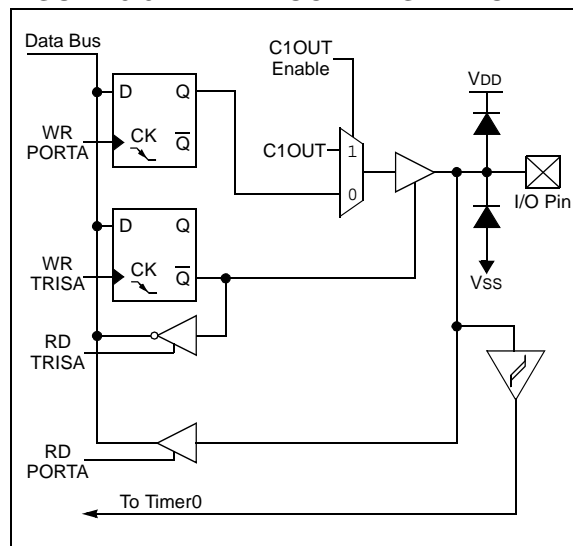 Data Bus
C1OUT
Enable
VDD
D
Q
WR
PORTA
CK
Q
C1OUT
1
0
I/O Pin
D
Q
WR
TRISA
CK
Q
VSS
RD
TRISA
RD
PORTA
To Timer0